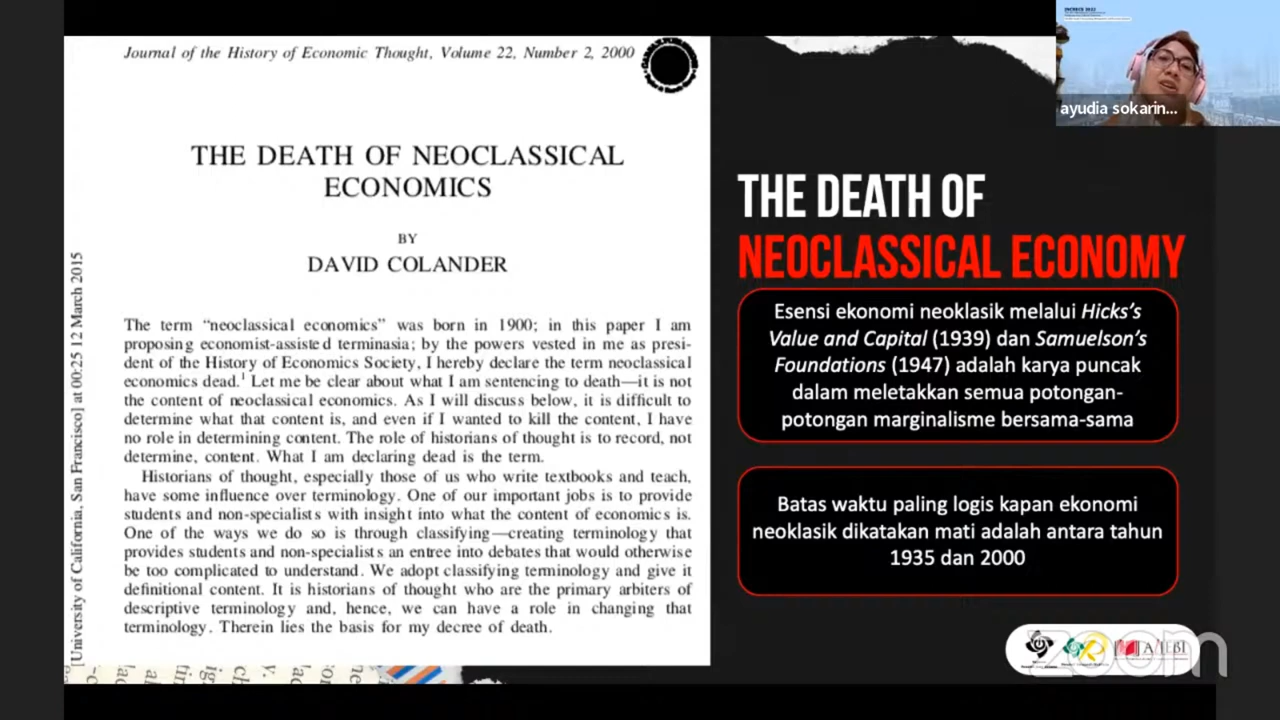 Journal of the History of Economic Thought, Volume 22, Number 2, 2000
THE DEATH OF NEOCLASSICAL
ECONOMICS
BY
DAVID COLANDER
The term “neoclassical economics” was born in 1900; in this paper I am
proposing economist-assisted terminasia; by the powers vested in me as presi-
dent of the History of Economics Society, I hereby declare the term neoclassical
economics dead.¹ Let me be clear about what I am sentencing to death—it is not
the content of neoclassical economics. As I will discuss below, it is difficult to
determine what that content is, and even if I wanted to kill the content, I have
no role in determining content. The role of historians of thought is to record, not
determine, content. What I am declaring dead is the term.
Historians of thought, especially those of us who write textbooks and teach,
have some influence over terminology. One of our important jobs is to provide
students and non-specialists with insight into what the content of economics is.
One of the ways we do so is through classifying—creating terminology that
provides students and non-specialists an entree into debates that would otherwise
be too complicated to understand. We adopt classifying terminology and give it
definitional content. It is historians of thought who are the primary arbiters of
descriptive terminology and, hence, we can have a role in changing that
terminology. Therein lies the basis for my decree of death.
[University of California, San Francisco] at 00:25 12 March 2015
THE DEATH OF
NEOCLASSICAL ECONOMY
Esensi ekonomi neoklasik melalui Hicks’s
Value and Capital (1939) dan Samuelson’s
Foundations (1947) adalah karya puncak
dalam meletakkan semua potongan-
potongan marginalisme bersama-sama
Batas waktu paling logis kapan ekonomi
neoklasik dikatakan mati adalah antara tahun
1935 dan 2000
ayudia sokarin...
zoom